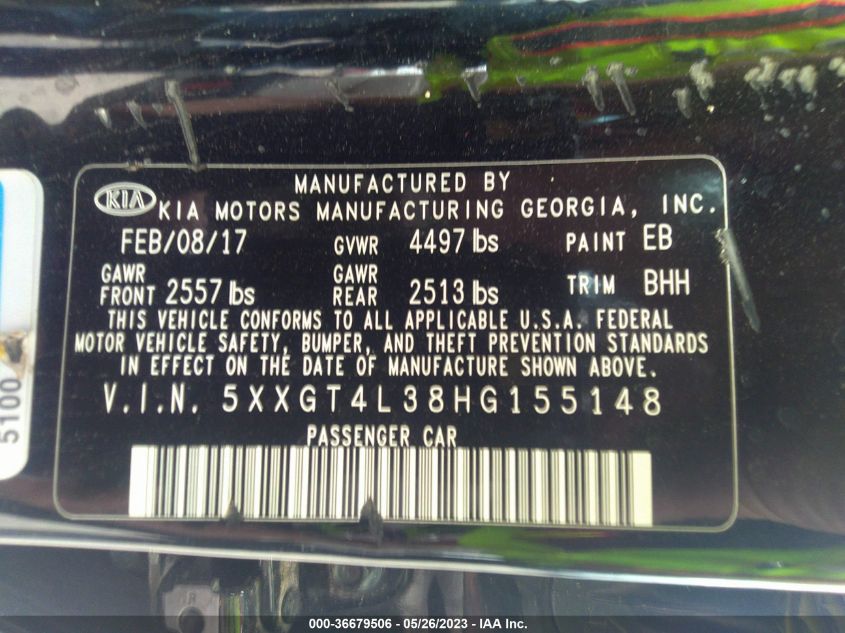 MANUFACTURED BY
KIA KIA MOTORS MANUFACTURING GEORGIA, INC.
FEB/08/17 GVWR 4497 lbs PAINT EB
GAWR FRONT 2557 lbs GAWR REAR 2513 lbs TRIM BHH
THIS VEHICLE CONFORMS TO ALL APPLICABLE U.S.A. FEDERAL
MOTOR VEHICLE SAFETY, BUMPER, AND THEFT PREVENTION STANDARDS
IN EFFECT ON THE DATE OF MANUFACTURE SHOWN ABOVE.
V.I.N. 5XXGT4L38HG155148
PASSENGER CAR
5100
000-36679506 - 05/26/2023 - IAA Inc.